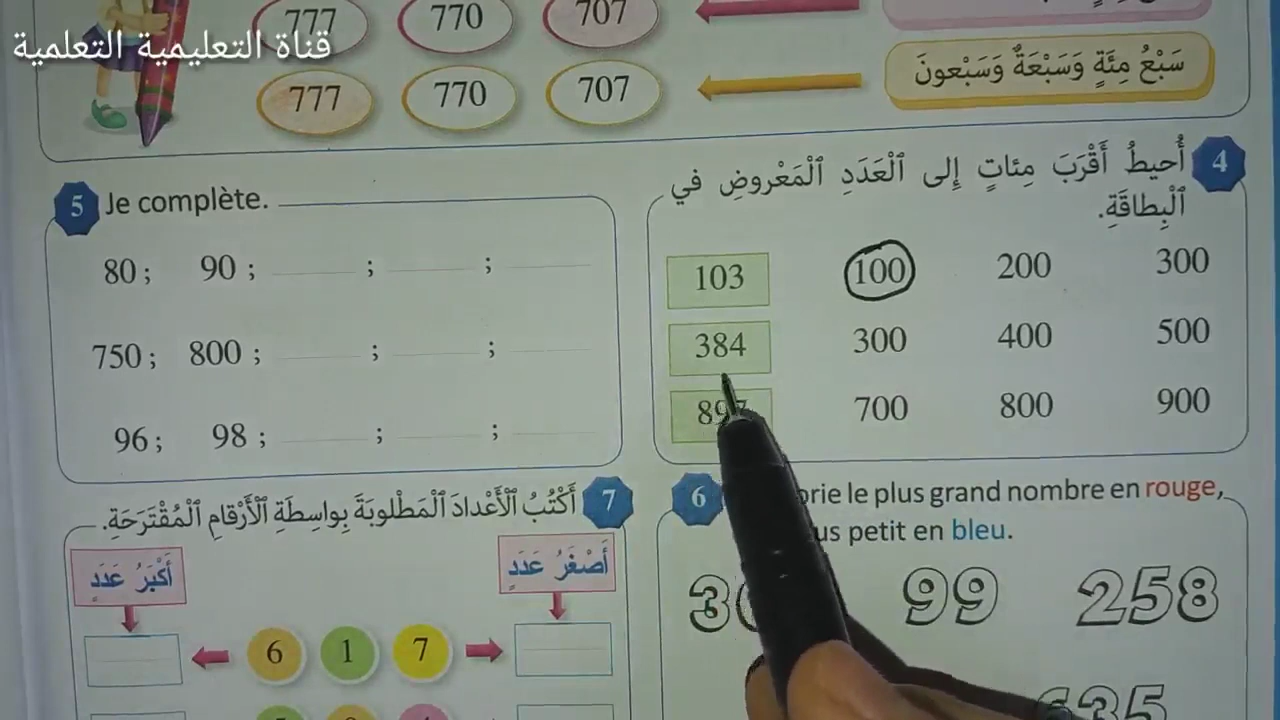 777 770 707
قناة التعليمية التعلمية
777 770 707 سَبْعُ مِئَةٍ وَسَبْعَةٌ وَسَبْعونَ
4 أُحيطُ أَقْرَبَ مِئاتٍ إِلى ٱلْعَدَدِ ٱلْمَعْروضِ في
ٱلْبِطاقَةِ.
103 100 200 300
384 300 400 500
897 700 800 900
5 Je complète.
80 ; 90 ; ; ;
750 ; 800 ; ; ;
96 ; 98 ; ; ;
6 le plus grand nombre en rouge,
petit en bleu.
99 258
635
7 أَكْتُبُ ٱلْأَعْدادَ ٱلْمَطْلوبَةَ بِواسِطَةِ ٱلْأَرْقامِ ٱلْمُقْتَرَحَةِ.
أَكْبَرُ عَدَدٍ أَصْغَرُ عَدَدٍ
6 1 7